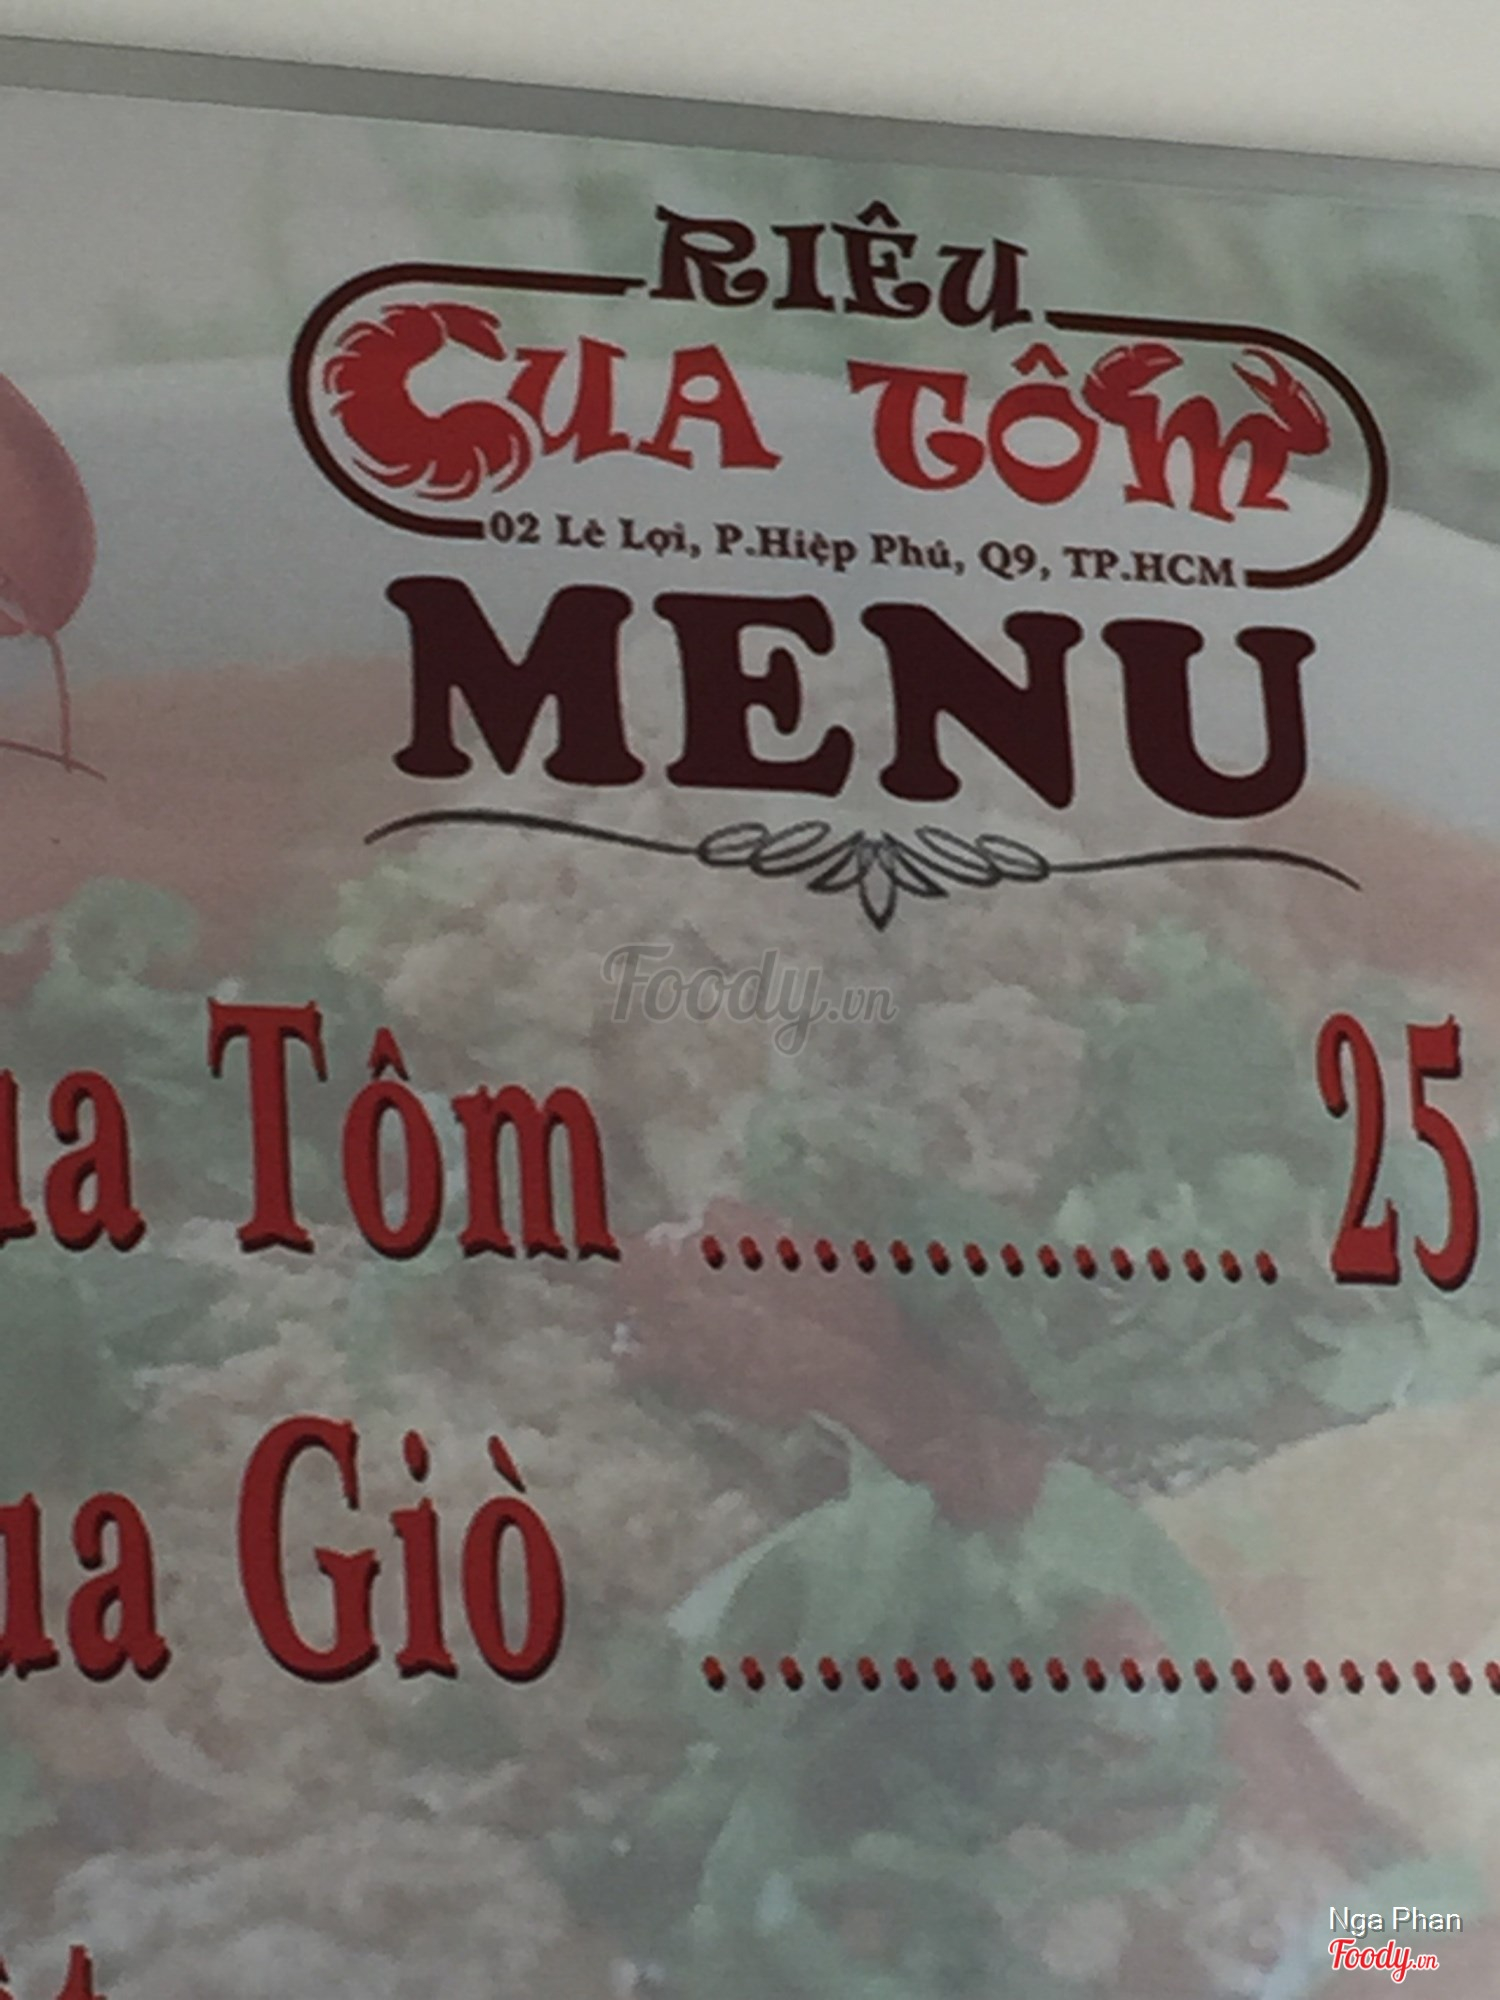 RIÊU
CUA TÔM
02 Lê Lợi, P.Hiệp Phú, Q9, TP.HCM
MENU
Foody.vn
ua Tôm ................ 25
ua Giò ......................
Nga Phan
Foody.vn